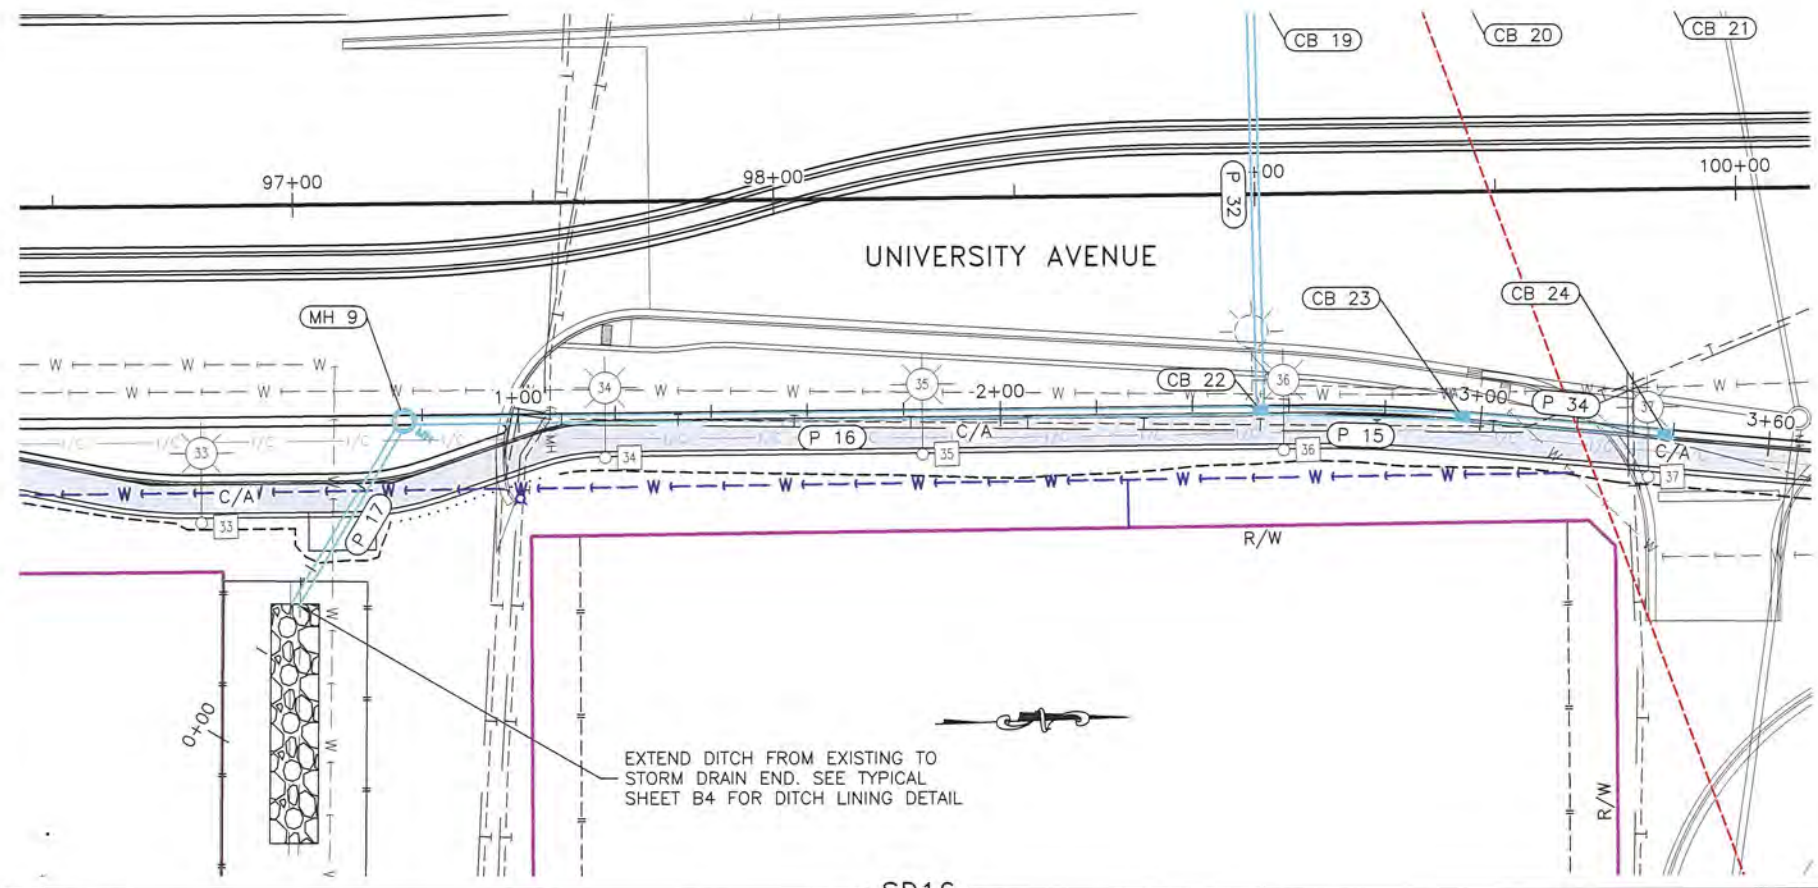 CB 19
CB 20
CB 21
97+00
98+00
+00
100+00
P 32
UNIVERSITY AVENUE
MH 9
CB 23
CB 24
W W W
W W W W W W W W
34
35
36
37
CB 22
1+00
2+00
3+00
P 34
3+60
MH
33
P 16
C/A
P 15
C/A
34
35
36
37
W C/A W W W W W W W W W
33
P 17
R/W
0+00
R/W
EXTEND DITCH FROM EXISTING TO
STORM DRAIN END. SEE TYPICAL
SHEET B4 FOR DITCH LINING DETAIL